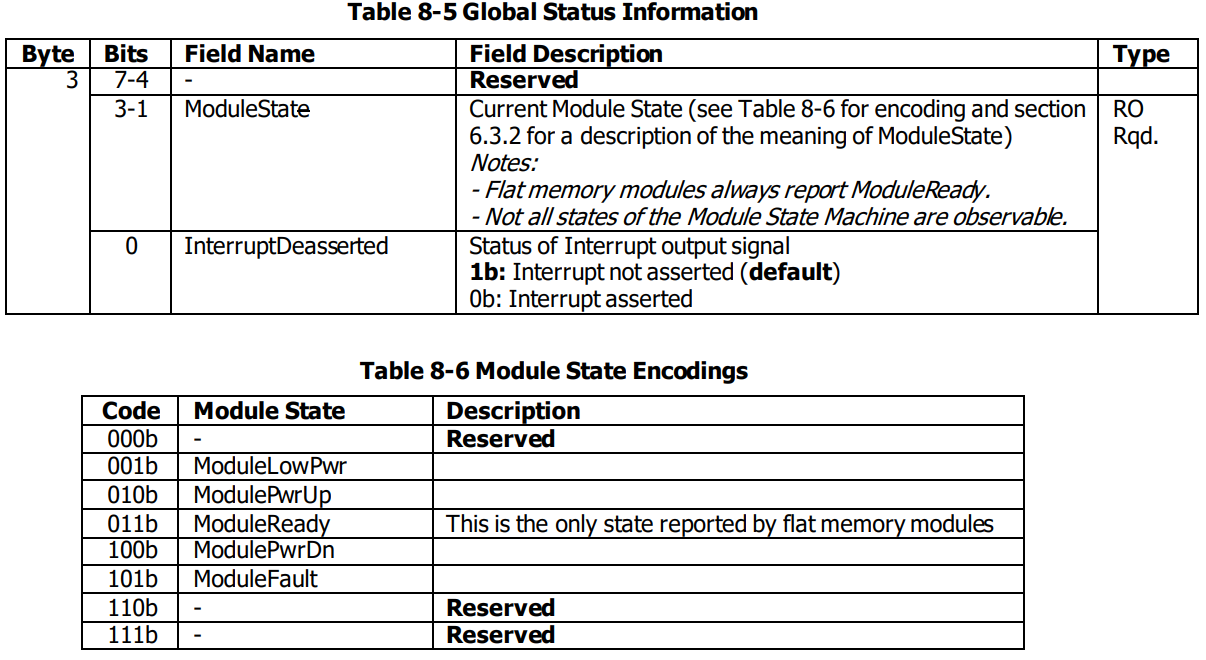 Table 8-5 Global Status Information
Byte Bits Field Name Field Description Type
3 7-4 - Reserved
3-1 ModuleState Current Module State (see Table 8-6 for encoding and section RO
6.3.2 for a description of the meaning of ModuleState) Rqd.
Notes:
- Flat memory modules always report ModuleReady.
- Not all states of the Module State Machine are observable.
0 InterruptDeasserted Status of Interrupt output signal
1b: Interrupt not asserted (default)
0b: Interrupt asserted
Table 8-6 Module State Encodings
Code Module State Description
000b - Reserved
001b ModuleLowPwr
010b ModulePwrUp
011b ModuleReady This is the only state reported by flat memory modules
100b ModulePwrDn
101b ModuleFault
110b - Reserved
111b - Reserved